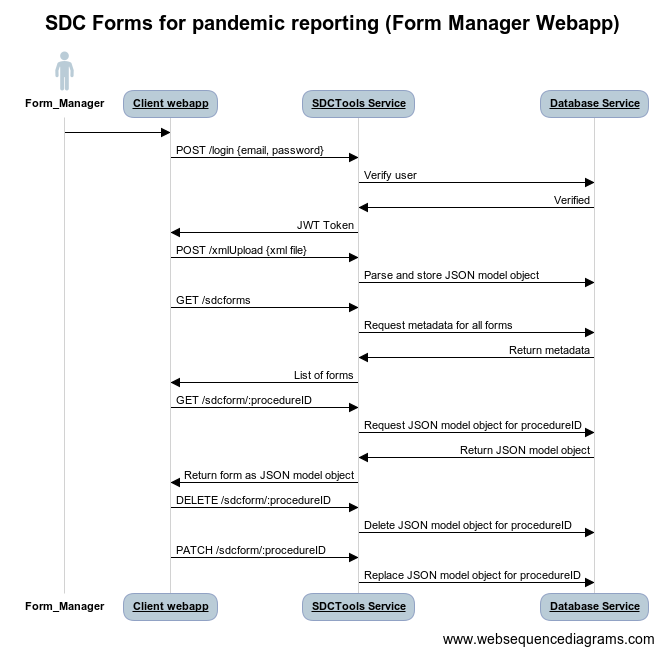 SDC Forms for pandemic reporting (Form Manager Webapp)
Form_Manager
Client webapp
SDCTools Service
Database Service
POST /login {email, password}
Verify user
Verified
JWT Token
POST /xmlUpload {xml file}
Parse and store JSON model object
GET /sdcforms
Request metadata for all forms
Return metadata
List of forms
GET /sdcform/:procedureID
Request JSON model object for procedureID
Return JSON model object
Return form as JSON model object
DELETE /sdcform/:procedureID
Delete JSON model object for procedureID
PATCH /sdcform/:procedureID
Replace JSON model object for procedureID
Form_Manager
Client webapp
SDCTools Service
Database Service
www.websequencediagrams.com